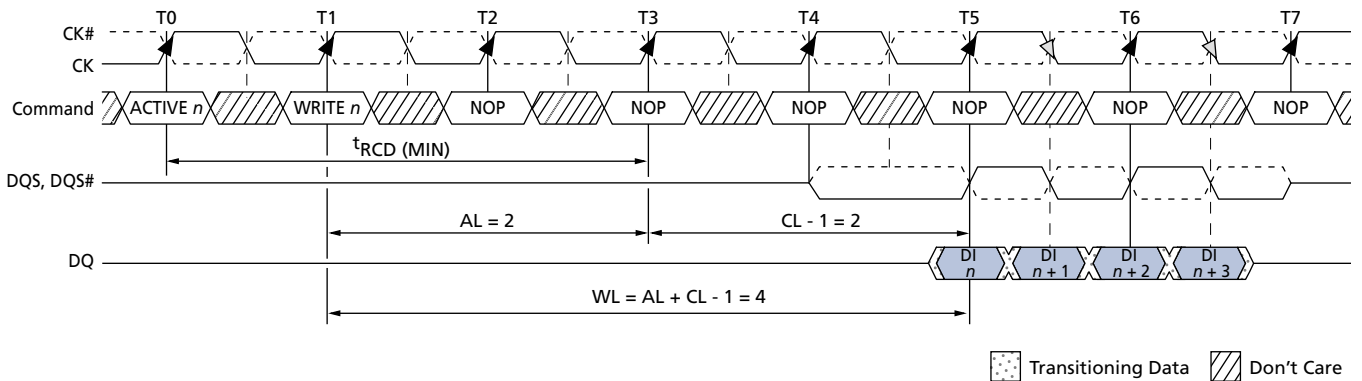 T0 T1 T2 T3 T4 T5 T6 T7
CK#
CK
Command ACTIVE n WRITE n NOP NOP NOP NOP NOP NOP
tRCD (MIN)
DQS, DQS#
AL = 2 CL - 1 = 2
DQ DI n DI n + 1 DI n + 2 DI n + 3
WL = AL + CL - 1 = 4
Transitioning Data Don't Care